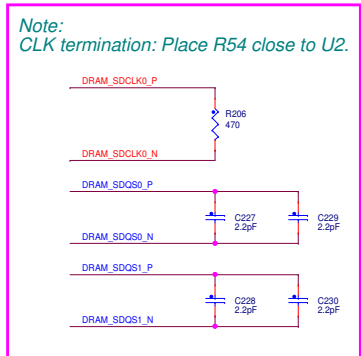 Note:
CLK termination: Place R54 close to U2.
DRAM_SDCLK0_P
R206
470
DRAM_SDCLK0_N
DRAM_SDQS0_P
C227
2.2pF
C229
2.2pF
DRAM_SDQS0_N
DRAM_SDQS1_P
C228
2.2pF
C230
2.2pF
DRAM_SDQS1_N